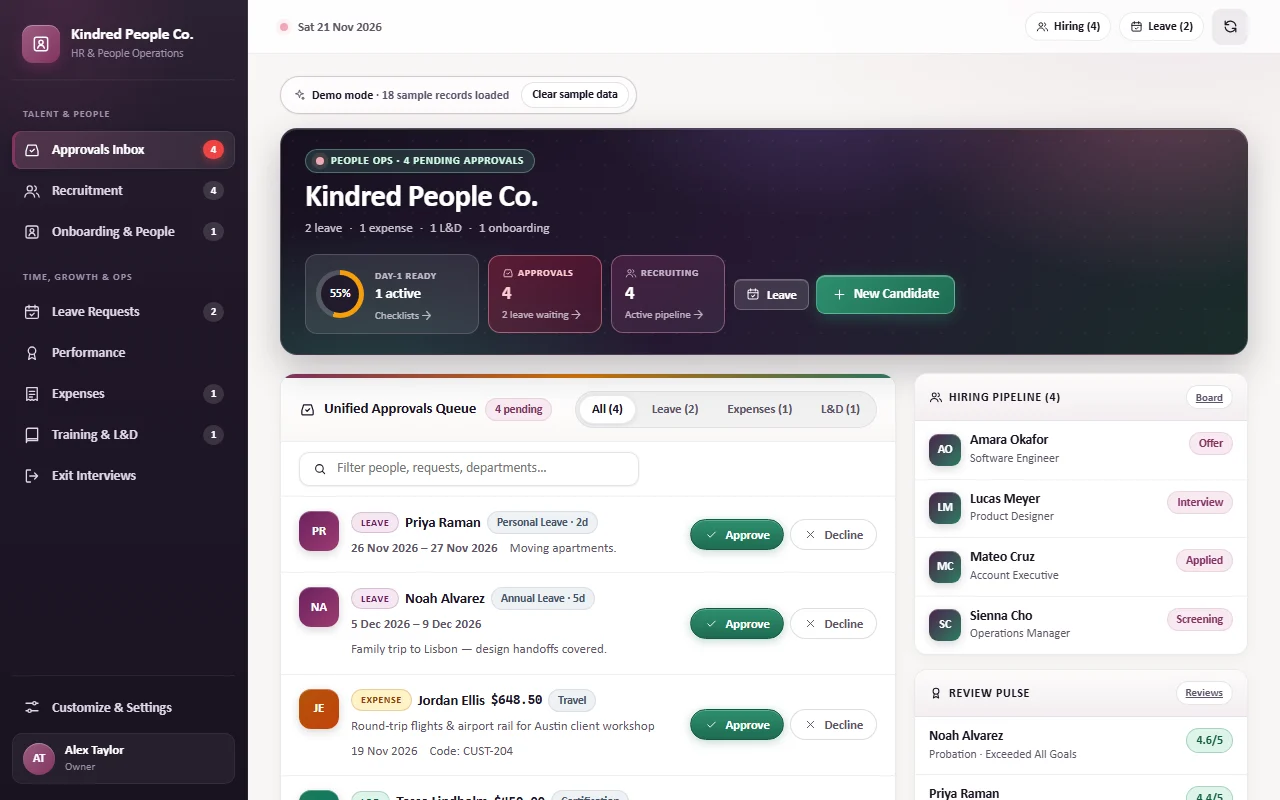 Kindred People Co.
HR & People Operations
TALENT & PEOPLE
Approvals Inbox 4
Recruitment 4
Onboarding & People 1
TIME, GROWTH & OPS
Leave Requests 2
Performance
Expenses 1
Training & L&D 1
Exit Interviews
Customize & Settings
AT Alex Taylor
Owner
Sat 21 Nov 2026
Hiring (4) Leave (2)
Demo mode · 18 sample records loaded Clear sample data
PEOPLE OPS · 4 PENDING APPROVALS
Kindred People Co.
2 leave · 1 expense · 1 L&D · 1 onboarding
55%
DAY-1 READY
1 active
Checklists →
APPROVALS
4
2 leave waiting →
RECRUITING
4
Active pipeline →
Leave
+ New Candidate
Unified Approvals Queue 4 pending All (4) Leave (2) Expenses (1) L&D (1)
Filter people, requests, departments...
PR LEAVE Priya Raman Personal Leave · 2d
26 Nov 2026 – 27 Nov 2026 Moving apartments.
Approve Decline
NA LEAVE Noah Alvarez Annual Leave · 5d
5 Dec 2026 – 9 Dec 2026
Family trip to Lisbon — design handoffs covered.
Approve Decline
JE EXPENSE Jordan Ellis $648.50 Travel
Round-trip flights & airport rail for Austin client workshop
19 Nov 2026 Code: CUST-204
Approve Decline
HIRING PIPELINE (4) Board
AO Amara Okafor Offer
Software Engineer
LM Lucas Meyer Interview
Product Designer
MC Mateo Cruz Applied
Account Executive
SC Sienna Cho Screening
Operations Manager
REVIEW PULSE Reviews
Noah Alvarez 4.6/5
Probation · Exceeded All Goals
Priya Raman 4.4/5